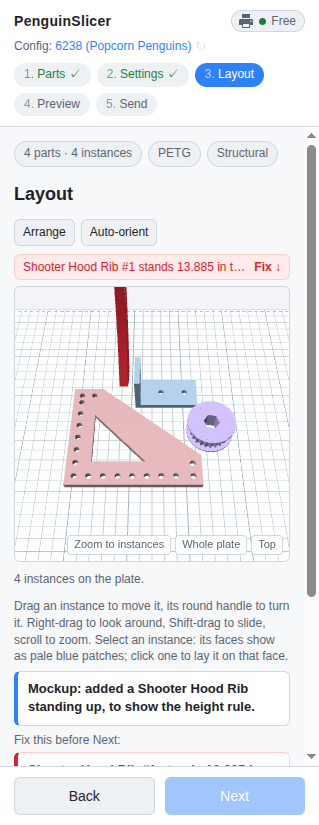 PenguinSlicer
Free
Config: 6238 (Popcorn Penguins)
1. Parts ✓
2. Settings ✓
3. Layout
4. Preview
5. Send
4 parts · 4 instances
PETG
Structural
Layout
Arrange
Auto-orient
Shooter Hood Rib #1 stands 13.885 in t… Fix ↓
Zoom to instances
Whole plate
Top
4 instances on the plate.
Drag an instance to move it, its round handle to turn
it. Right-drag to look around, Shift-drag to slide,
scroll to zoom. Select an instance: its faces show
as pale blue patches; click one to lay it on that face.
Mockup: added a Shooter Hood Rib
standing up, to show the height rule.
Fix this before Next:
Back
Next